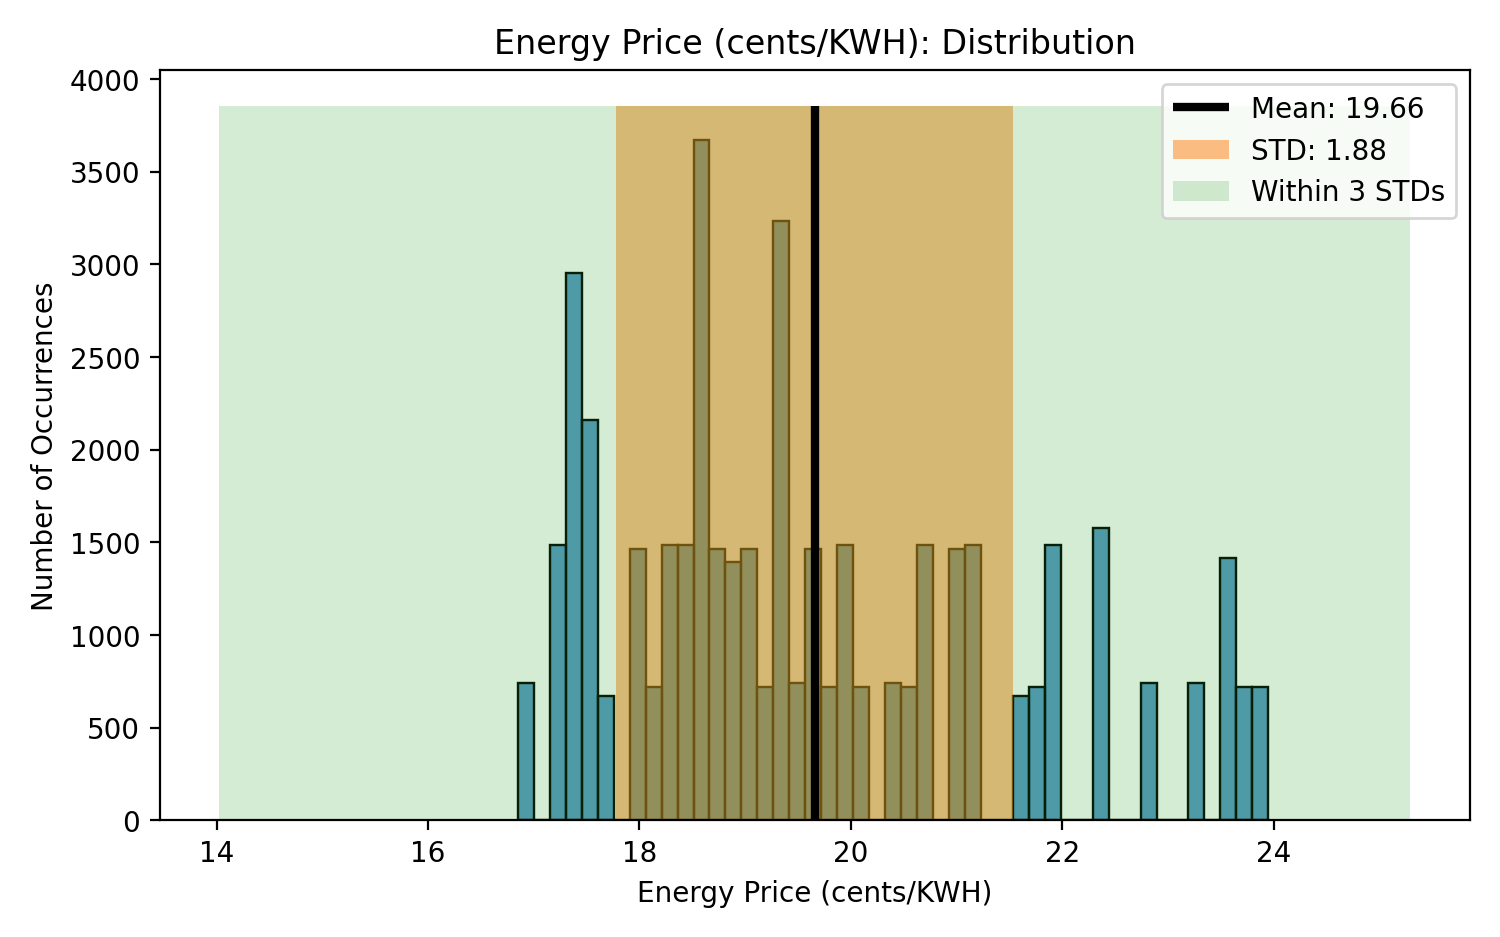 Energy Price (cents/KWH): Distribution
Mean: 19.66
STD: 1.88
Within 3 STDs
Number of Occurrences
4000
3500
3000
2500
2000
1500
1000
500
0
14 16 18 20 22 24
Energy Price (cents/KWH)